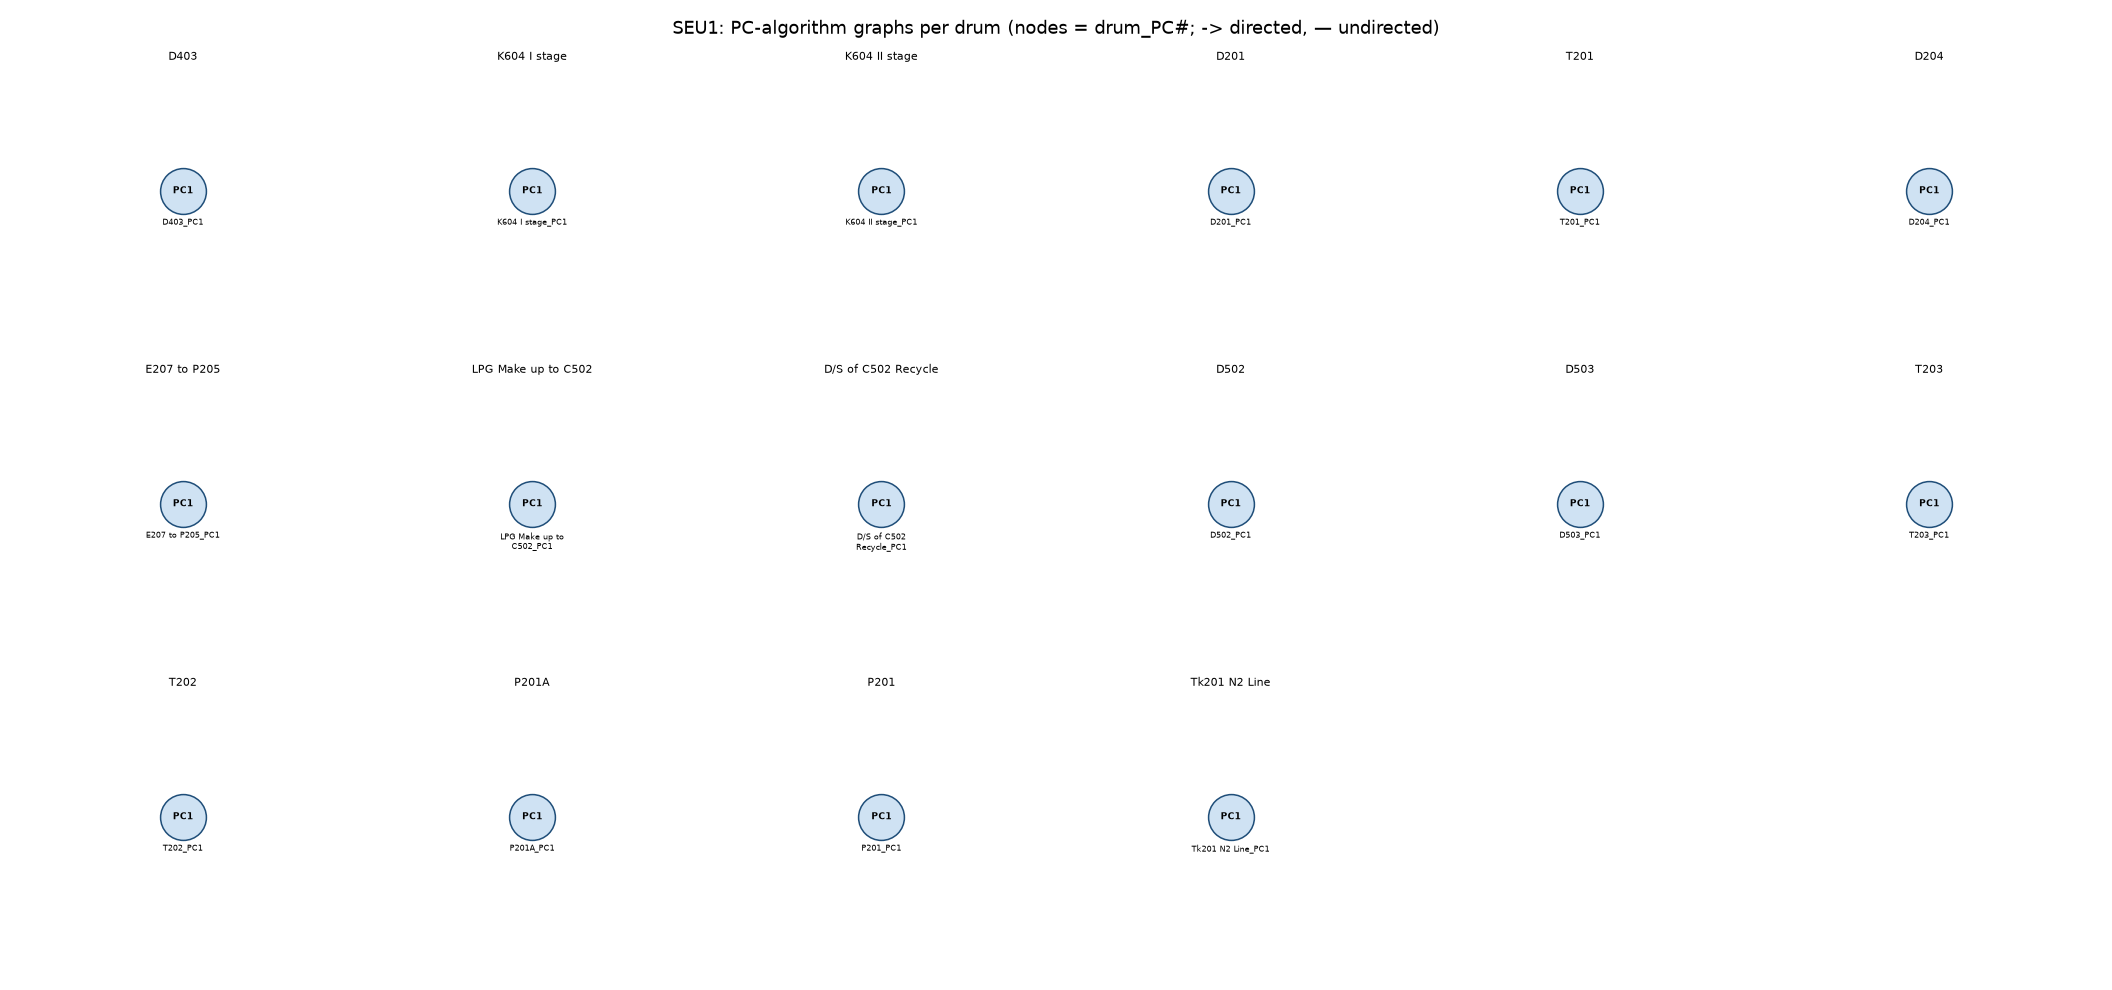 SEU1: PC-algorithm graphs per drum (nodes = drum_PC#; -> directed, — undirected)
D403
K604 I stage
K604 II stage
D201
T201
D204
PC1
PC1
PC1
PC1
PC1
PC1
D403_PC1
K604 I stage_PC1
K604 II stage_PC1
D201_PC1
T201_PC1
D204_PC1
E207 to P205
LPG Make up to C502
D/S of C502 Recycle
D502
D503
T203
PC1
PC1
PC1
PC1
PC1
PC1
E207 to P205_PC1
LPG Make up to
C502_PC1
D/S of C502
Recycle_PC1
D502_PC1
D503_PC1
T203_PC1
T202
P201A
P201
Tk201 N2 Line
PC1
PC1
PC1
PC1
T202_PC1
P201A_PC1
P201_PC1
Tk201 N2 Line_PC1